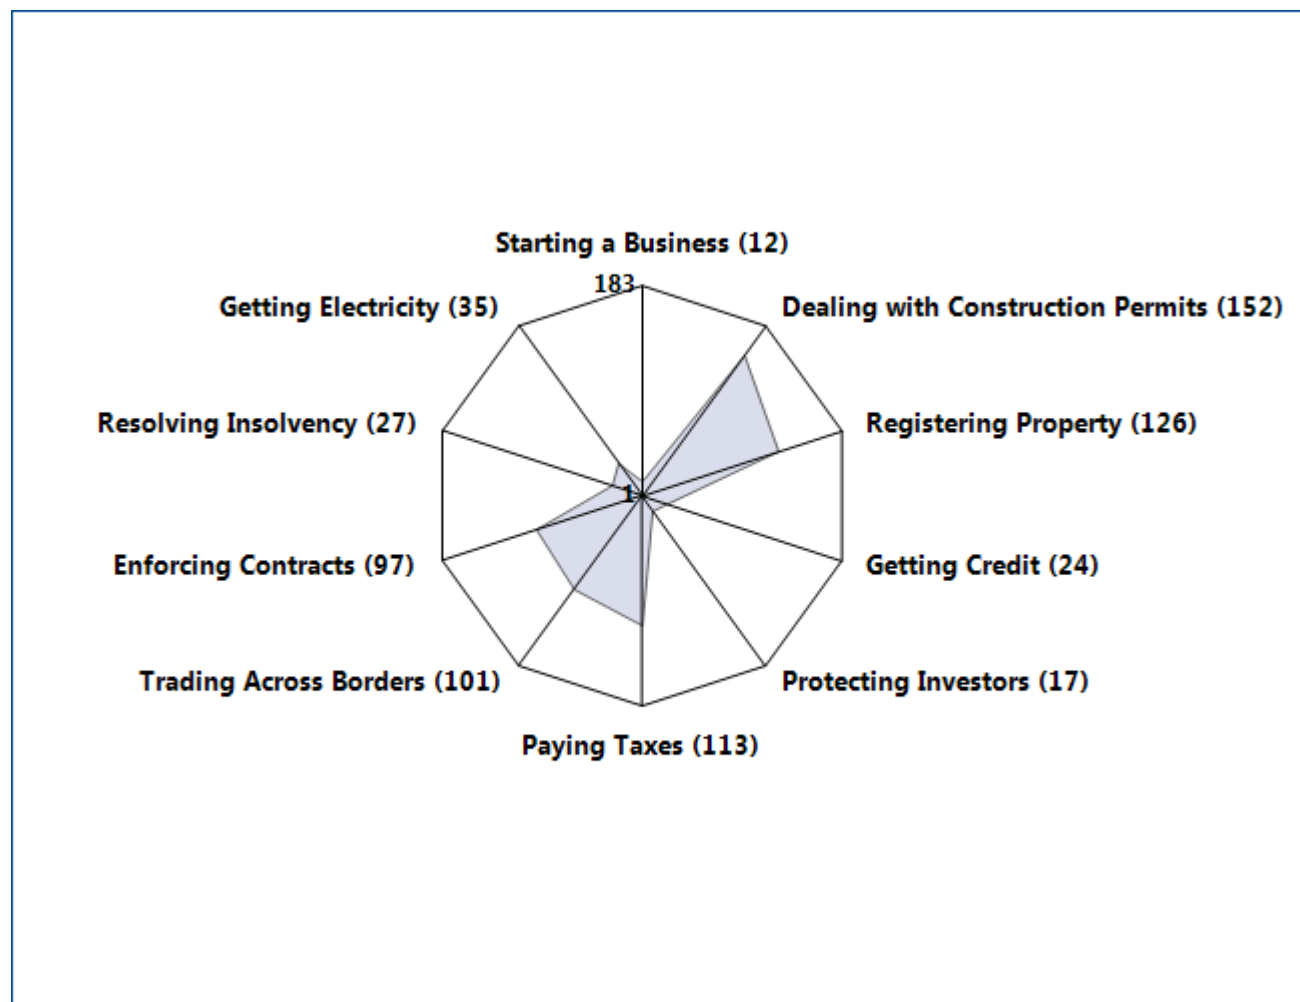 Starting a Business (12)
183
Getting Electricity (35)
Dealing with Construction Permits (152)
Resolving Insolvency (27)
Registering Property (126)
1
Enforcing Contracts (97)
Getting Credit (24)
Trading Across Borders (101)
Protecting Investors (17)
Paying Taxes (113)